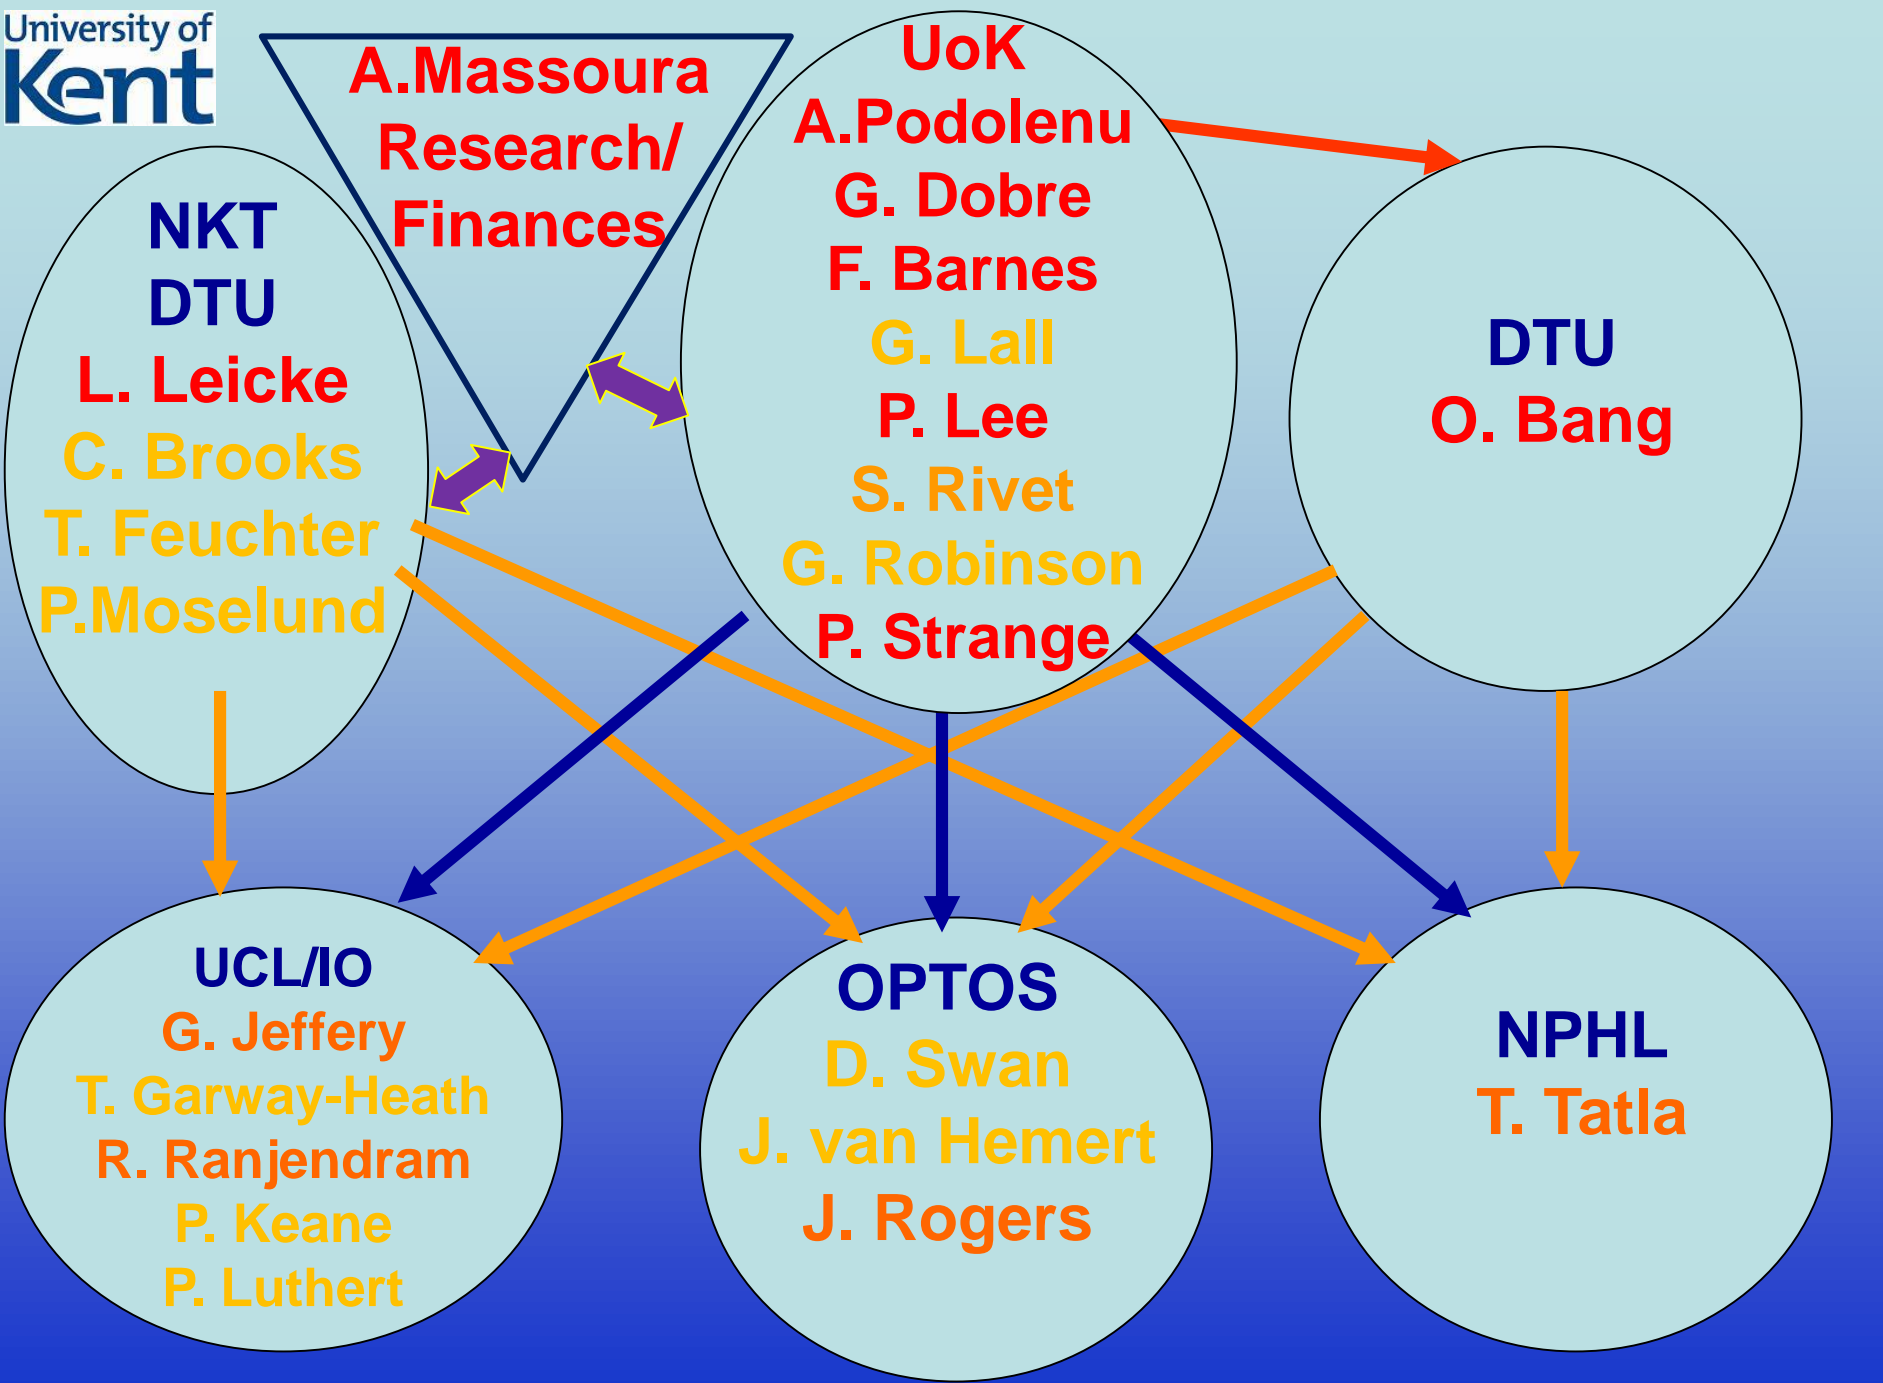 University of
Kent
A.Massoura
Research/
Finances
UoK
A.Podolenu
G. Dobre
F. Barnes
G. Lall
P. Lee
S. Rivet
G. Robinson
P. Strange
NKT
DTU
L. Leicke
C. Brooks
T. Feuchter
P.Moselund
DTU
O. Bang
UCL/IO
G. Jeffery
T. Garway-Heath
R. Ranjendram
P. Keane
P. Luthert
OPTOS
D. Swan
J. van Hemert
J. Rogers
NPHL
T. Tatla